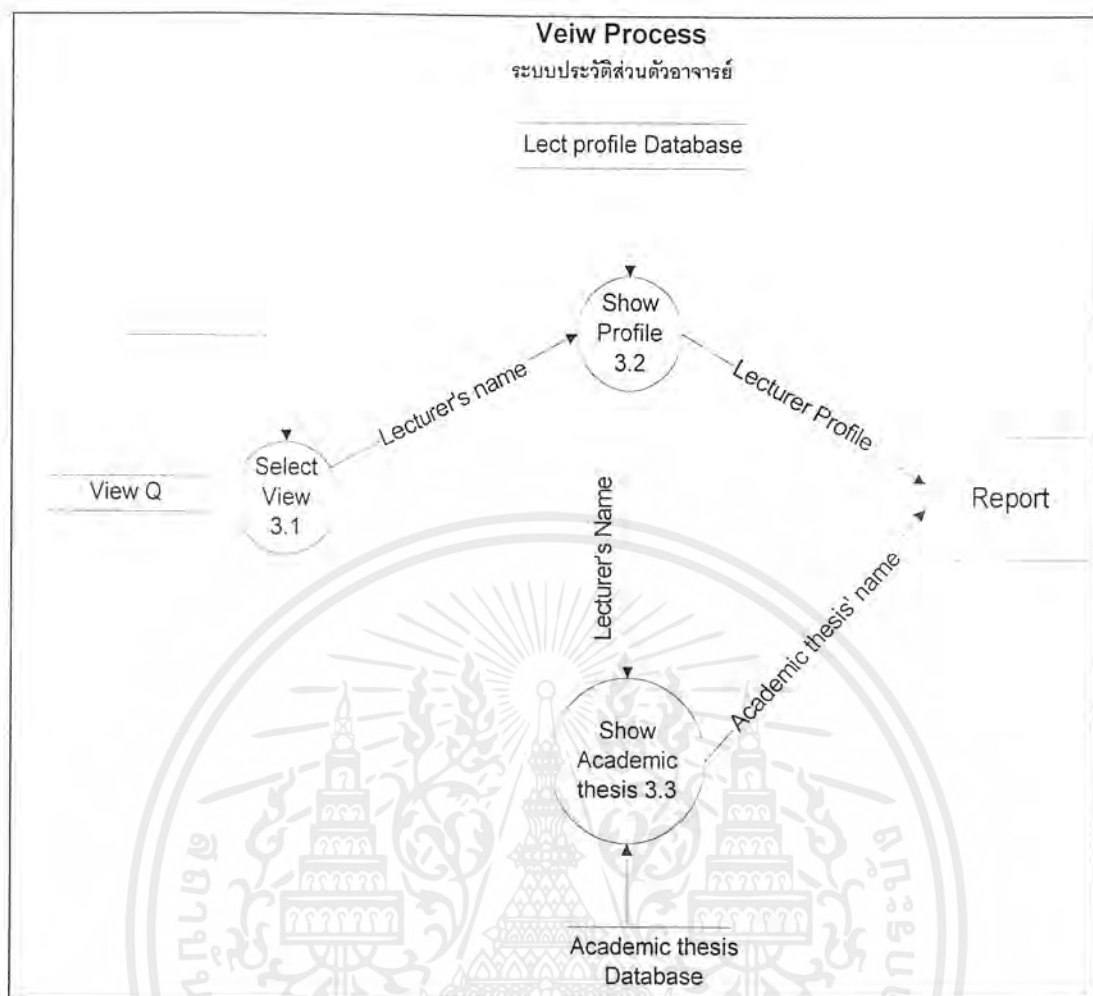 Veiw Process
ระบบประวัติส่วนตัวอาจารย์
Lect profile Database
Show
Profile
3.2
Lecturer's name
Lecturer Profile
Select
View
3.1
View Q
Report
Lecturer's Name
Academic thesis' name
Show
Academic
thesis 3.3
Academic thesis
Database